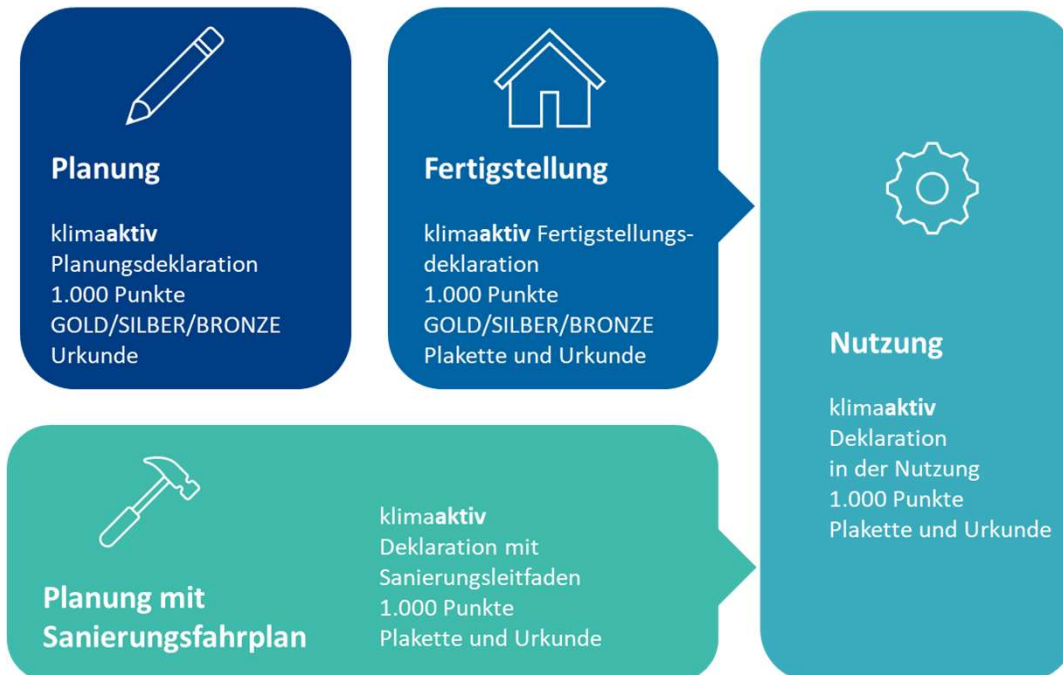 Planung
klimaaktiv
Planungsdeklaration
1.000 Punkte
GOLD/SILBER/BRONZE
Urkunde
Fertigstellung
klimaaktiv Fertigstellungs-
deklaration
1.000 Punkte
GOLD/SILBER/BRONZE
Plakette und Urkunde
Planung mit
Sanierungsfahrplan
klimaaktiv
Deklaration mit
Sanierungsleitfaden
1.000 Punkte
Plakette und Urkunde
Nutzung
klimaaktiv
Deklaration
in der Nutzung
1.000 Punkte
Plakette und Urkunde